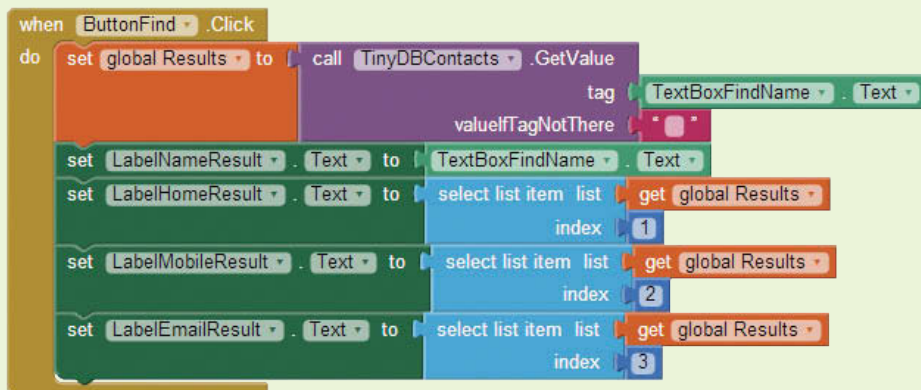 when ButtonFind .Click
do set global Results to call TinyDBContacts .GetValue
tag TextBoxFindName . Text
valueIfTagNotThere " "
set LabelNameResult . Text to TextBoxFindName . Text
set LabelHomeResult . Text to select list item list get global Results
index 1
set LabelMobileResult . Text to select list item list get global Results
index 2
set LabelEmailResult . Text to select list item list get global Results
index 3